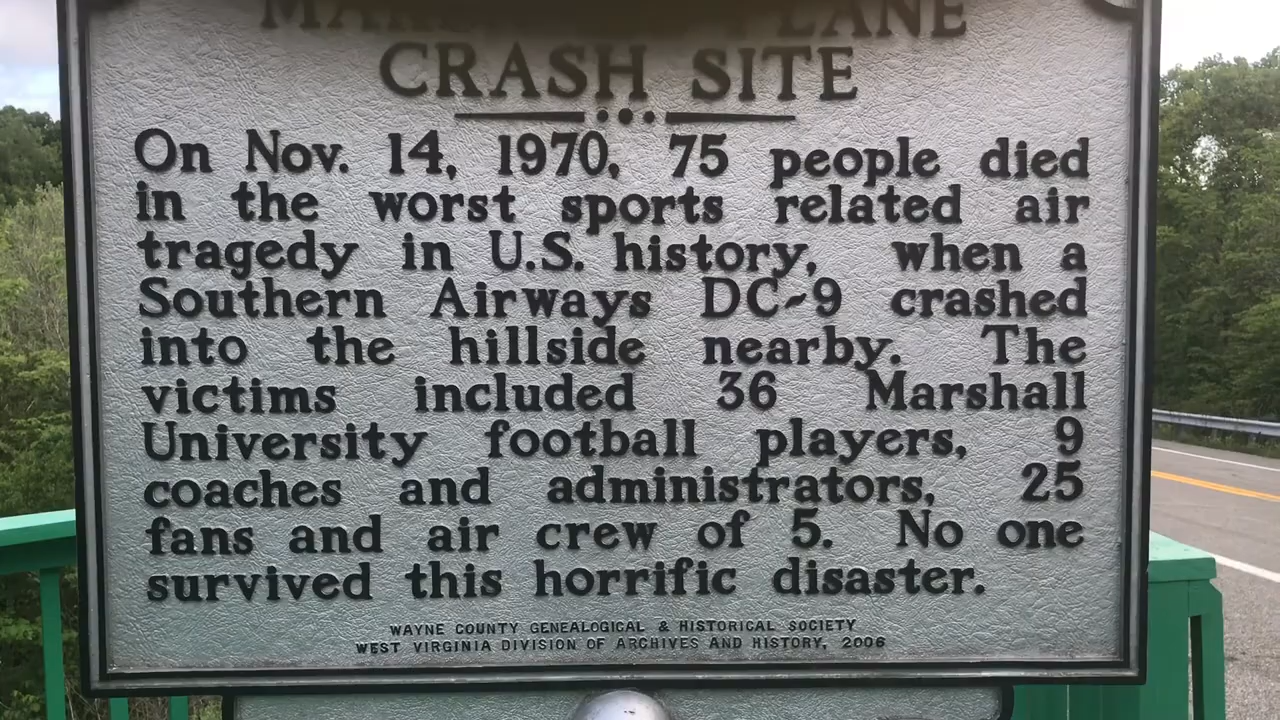 PLANE
CRASH SITE
On Nov. 14, 1970, 75 people died
in the worst sports related air
tragedy in U.S. history, when a
Southern Airways DC-9 crashed
into the hillside nearby. The
victims included 36 Marshall
University football players, 9
coaches and administrators, 25
fans and air crew of 5. No one
survived this horrific disaster.
WAYNE COUNTY GENEALOGICAL & HISTORICAL SOCIETY
WEST VIRGINIA DIVISION OF ARCHIVES AND HISTORY, 2006